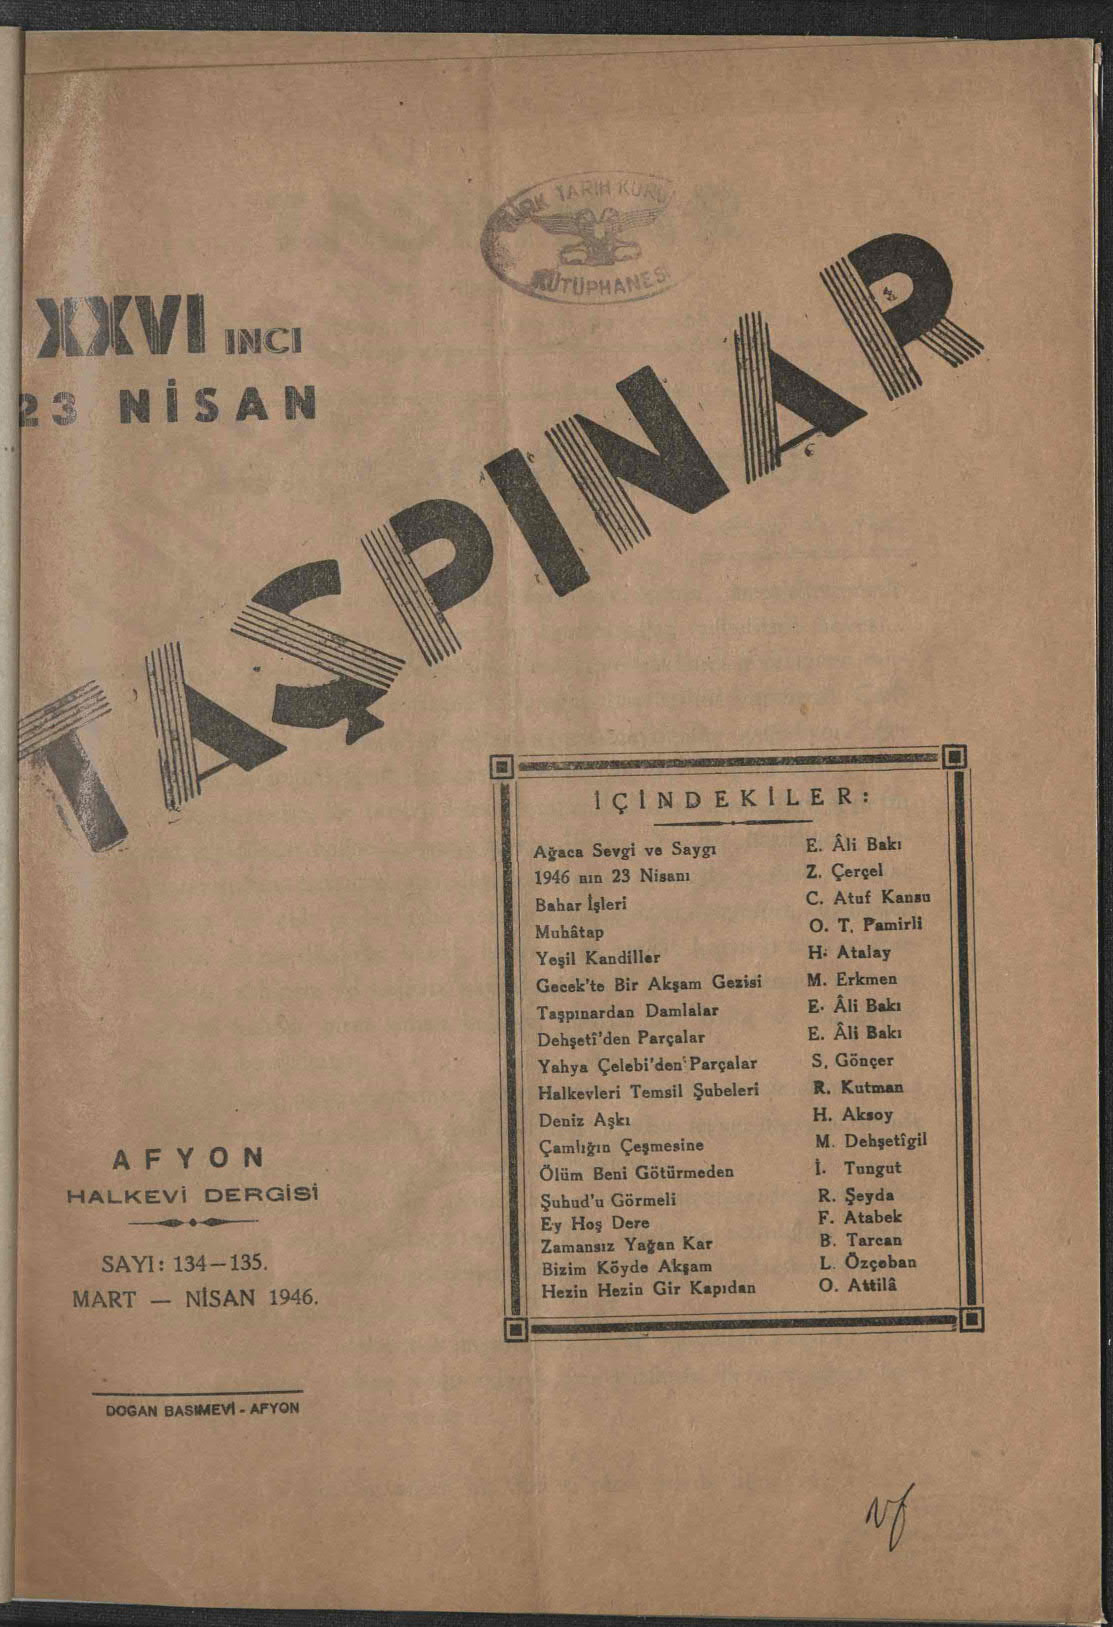 TÜRK TARİH KURU
KÜTÜPHANESİ
XXVI INCI
23 NİSAN
TAŞPINAR
İÇİNDEKİLER:
Ağaca Sevgi ve Saygı E. Âli Bakı
1946 nın 23 Nisanı Z. Çerçel
Bahar İşleri C. Atuf Kansu
Muhâtap O. T. Pamirli
Yeşil Kandiller H. Atalay
Gecek'te Bir Akşam Gezisi M. Erkmen
Taşpınardan Damlalar E. Âli Bakı
Dehşetî'den Parçalar E. Âli Bakı
Yahya Çelebi'den Parçalar S. Gönçer
Halkevleri Temsil Şubeleri R. Kutman
Deniz Aşkı H. Aksoy
Çamlığın Çeşmesine M. Dehşetîgil
Ölüm Beni Götürmeden İ. Tungut
Şuhud'u Görmeli R. Şeyda
Ey Hoş Dere F. Atabek
Zamansız Yağan Kar B. Tarcan
Bizim Köyde Akşam L. Özçoban
Hezin Hezin Gir Kapıdan O. Attilâ
AFYON
HALKEVİ DERGİSİ
SAYI: 134—135.
MART — NİSAN 1946.
DOGAN BASIMEVİ - AFYON